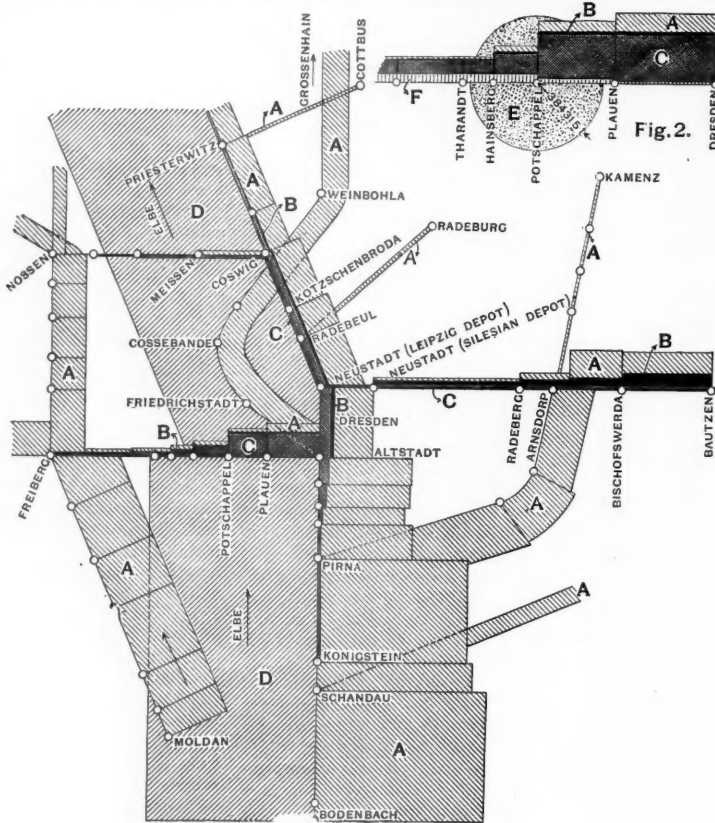 GROSSENHAIN
COTTBUS
B
A
C
F
THARANDT
HAINSBERG
E
POTSCHAPPEL
84315
PLAUEN
DRESDEN
Fig.2.
A
A
PRIESTERWITZ
A
B
WEINBOHLA
KAMENZ
ELBE
D
RADEBURG
A
A
NOSSEN
MEISSEN
COSWIG
KOTZSCHENBRODA
C
RADEBEUL
COSSEBANDE
NEUSTADT (LEIPZIG DEPOT)
NEUSTADT (SILESIAN DEPOT)
A
B
A
FRIEDRICHSTADT
B
DRESDEN
C
RADEBERG
ARNSDORP
BISCHOFSWERDA
BAUTZEN
B
A
C
ALTSTADT
FREIBERG
POTSCHAPPEL
PLAUEN
A
A
PIRNA
ELBE
A
KONIGSTEIN
D
SCHANDAU
MOLDAN
A
BODENBACH